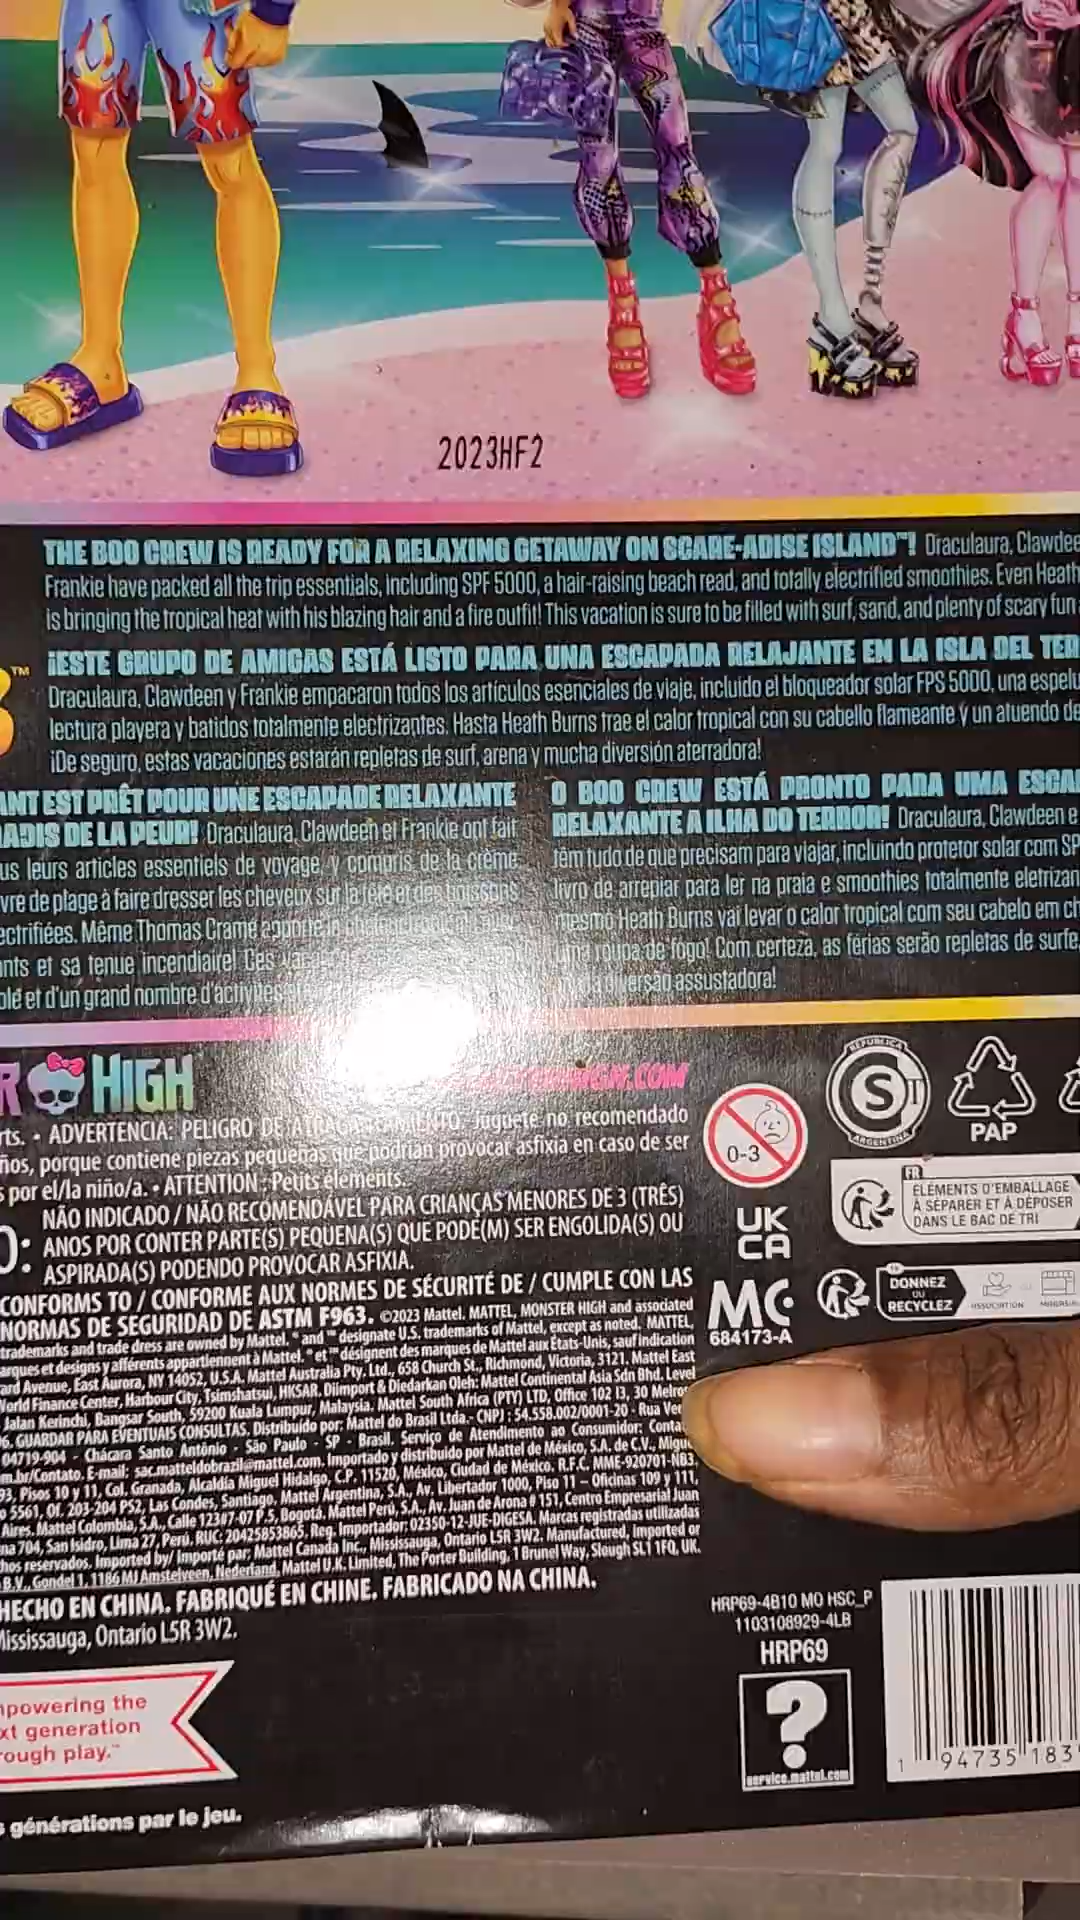 2023HF2
THE BOO CREW IS READY FOR A RELAXING GETAWAY ON SCARE-ADISE ISLAND™! Draculaura, Clawdee
Frankie have packed all the trip essentials, including SPF 5000, a hair-raising beach read, and totally electrified smoothies. Even Heath
is bringing the tropical heat with his blazing hair and a fire outfit! This vacation is sure to be filled with surf, sand, and plenty of scary fun
¡ESTE GRUPO DE AMIGAS ESTÁ LISTO PARA UNA ESCAPADA RELAJANTE EN LA ISLA DEL TER
Draculaura, Clawdeen y Frankie empacaron todos los artículos esenciales de viaje, incluido el bloqueador solar FPS 5000, una espelu
lectura playera y batidos totalmente electrizantes. Hasta Heath Burns trae el calor tropical con su cabello flameante y un atuendo de
¡De seguro, estas vacaciones estarán repletas de surf, arena y mucha diversión aterradora!
ANT EST PRÊT POUR UNE ESCAPADE RELAXANTE
ADIS DE LA PEUR! Draculaura, Clawdeen et Frankie ont fait
us leurs articles essentiels de voyage, y compris de la crème
vre de plage à faire dresser les cheveux sur la tête et des boissons
ectrifiées. Même Thomas Crame apporte
nts et sa tenue incendiaire! Ces
ble et d'un grand nombre d'activités
O BOO CREW ESTÁ PRONTO PARA UMA ESCA
RELAXANTE A ILHA DO TERROR! Draculaura, Clawdeen e
têm tudo de que precisam para viajar, incluindo protetor solar com SP
livro de arrepiar para ler na praia e smoothies totalmente eletrizan
mesmo Heath Burns vai levar o calor tropical com seu cabelo em ch
uma roupa de fogo! Com certeza, as férias serão repletas de surfe,
diversão assustadora!
R HIGH
HIGH.COM
rts. • ADVERTENCIA: PELIGRO DE Juguete no recomendado
ños, porque contiene piezas pequeñas que podrían provocar asfixia en caso de ser
s por el/la niño/a. • ATTENTION : Petits éléments.
NÃO INDICADO / NÃO RECOMENDÁVEL PARA CRIANÇAS MENORES DE 3 (TRÊS)
O: ANOS POR CONTER PARTE(S) PEQUENA(S) QUE PODE(M) SER ENGOLIDA(S) OU
ASPIRADA(S) PODENDO PROVOCAR ASFIXIA.
CONFORMS TO / CONFORME AUX NORMES DE SÉCURITÉ DE / CUMPLE CON LAS
NORMAS DE SEGURIDAD DE ASTM F963. ©2023 Mattel. MATTEL, MONSTER HIGH and associated
trademarks and trade dress are owned by Mattel. ® and ™ designate U.S. trademarks of Mattel, except as noted. MATTEL,
arques et designs y afférents appartiennent à Mattel. ® et ™ désignent des marques de Mattel aux États-Unis, sauf indication
ard Avenue, East Aurora, NY 14052, U.S.A. Mattel Australia Pty. Ltd., 658 Church St., Richmond, Victoria, 3121. Mattel East
World Finance Center, Harbour City, Tsimshatsui, HKSAR. Diimport & Diedarkan Oleh: Mattel Continental Asia Sdn Bhd. Level
Jalan Kerinchi, Bangsar South, 59200 Kuala Lumpur, Malaysia. Mattel South Africa (PTY) LTD, Office 102 I3, 30 Melro
6. GUARDAR PARA EVENTUAIS CONSULTAS. Distribuído por: Mattel do Brasil Ltda.- CNPJ : 54.558.002/0001-20 - Rua Ver
04719-904 - Chácara Santo Antônio - São Paulo - SP - Brasil. Serviço de Atendimento ao Consumidor: Conta
m.br/Contato. E-mail: sac.matteldobrazil@mattel.com. Importado y distribuido por Mattel de México, S.A. de C.V., Migue
93, Pisos 10 y 11, Col. Granada, Alcaldía Miguel Hidalgo, C.P. 11520, México, Ciudad de México, R.F.C. MME-920701-NB3.
o 5561, Of. 203-204 PS2, Las Condes, Santiago, Mattel Argentina, S.A., Av. Libertador 1000, Piso 11 – Oficinas 109 y 111,
Aires. Mattel Colombia, S.A., Calle 123#7-07 P.5, Bogotá. Mattel Perú, S.A., Av. Juan de Arona # 151, Centro Empresarial Juan
na 704, San Isidro, Lima 27, Perú. RUC: 20425853865. Reg. Importador: 02350-12-JUE-DIGESA. Marcas registradas utilizadas
hos reservados. Imported by/ Importé par: Mattel Canada Inc., Mississauga, Ontario L5R 3W2. Manufactured, Imported or
B.V., Gondel 1, 1186 MJ Amstelveen, Nederland, Mattel U.K. Limited, The Porter Building, 1 Brunel Way, Slough SL1 1FQ, UK.
HECHO EN CHINA. FABRIQUÉ EN CHINE. FABRICADO NA CHINA.
Mississauga, Ontario L5R 3W2.
mpowering the
xt generation
rough play.™
s générations par le jeu.
0-3
UK
CA
MC
684173-A
REPUBLICA
S
ARGENTINA
PAP
FR
ÉLÉMENTS D'EMBALLAGE
À SÉPARER ET À DÉPOSER
DANS LE BAC DE TRI
DONNEZ
OU
RECYCLEZ
ASSOCIATION
HRP69-4B10 MO HSC_P
1103108929-4LB
HRP69
?
service.mattel.com
1 94735 183